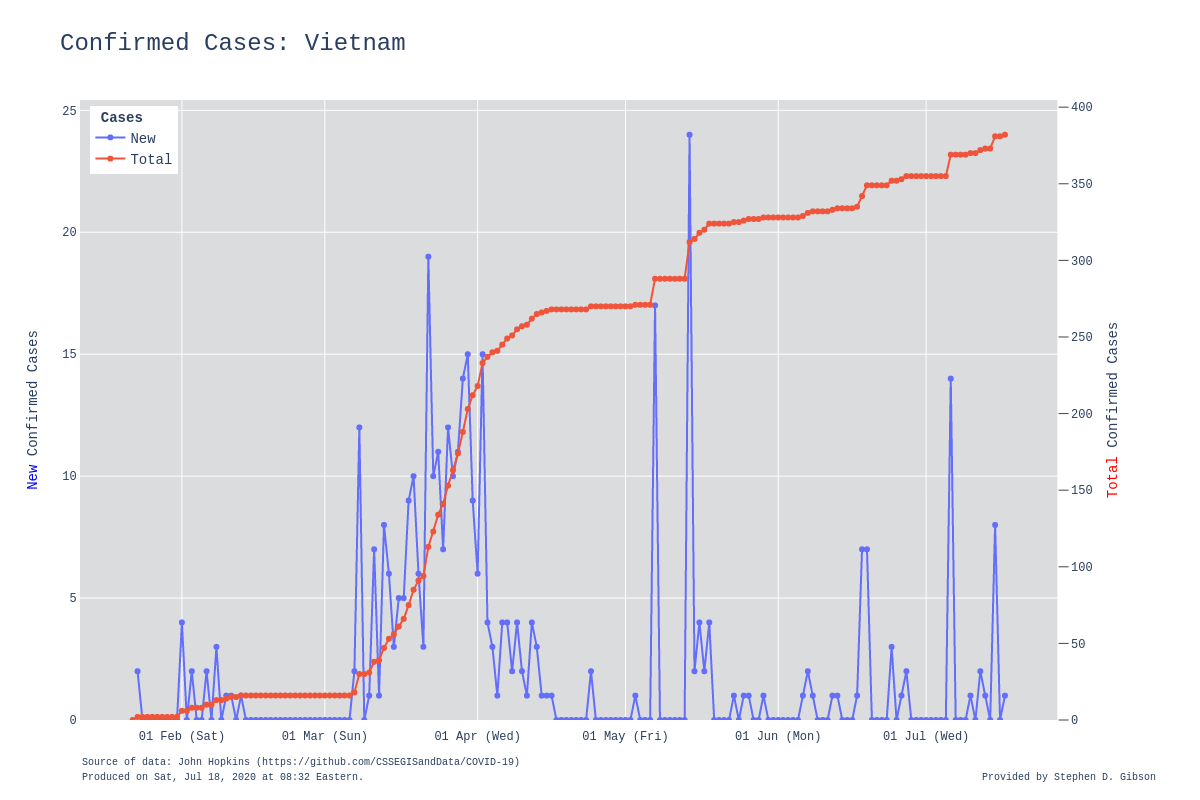 Confirmed Cases: Vietnam
Cases
New
Total
25
20
15
10
5
0
New Confirmed Cases
400
350
300
250
200
150
100
50
0
Total Confirmed Cases
01 Feb (Sat)
01 Mar (Sun)
01 Apr (Wed)
01 May (Fri)
01 Jun (Mon)
01 Jul (Wed)
Source of data: John Hopkins (https://github.com/CSSEGISandData/COVID-19)
Produced on Sat, Jul 18, 2020 at 08:32 Eastern.
Provided by Stephen D. Gibson